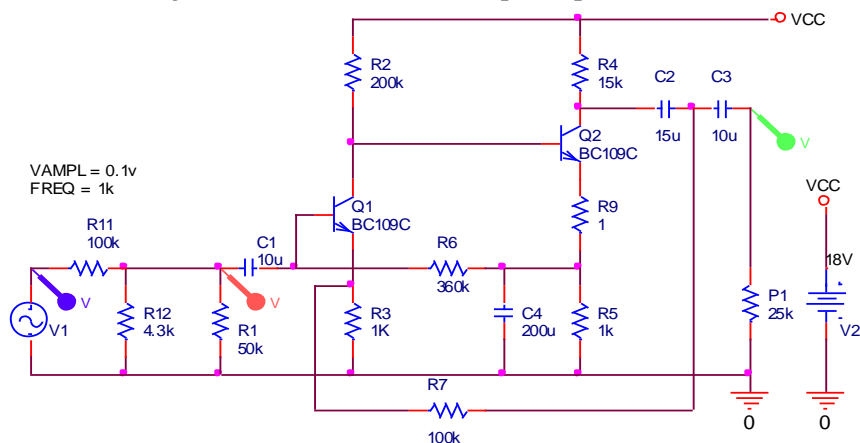 VCC
R2
200k
R4
15k
C2
15u
C3
10u
V
Q2
BC109C
VAMPL = 0.1v
FREQ = 1k
Q1
BC109C
R9
1
VCC
R11
100k
C1
10u
R6
360k
18V
V
V
V1
R12
4.3k
R1
50k
R3
1K
C4
200u
R5
1k
P1
25k
V2
R7
100k
0
0